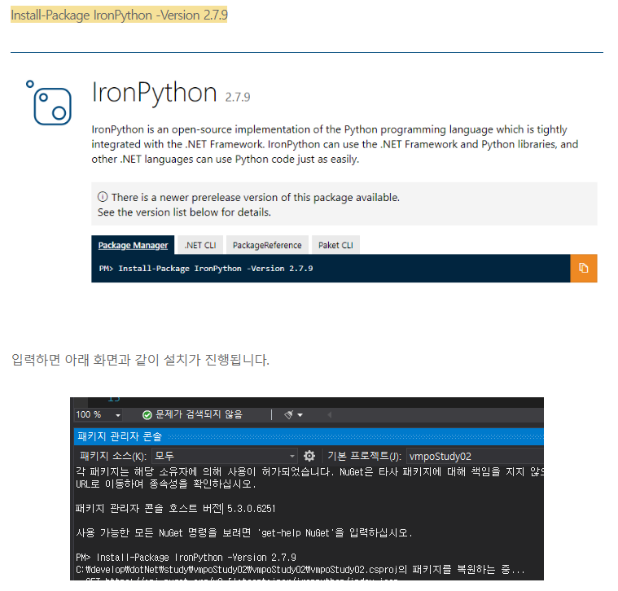 Install-Package IronPython -Version 2.7.9
IronPython 2.7.9
IronPython is an open-source implementation of the Python programming language which is tightly
integrated with the .NET Framework. IronPython can use the .NET Framework and Python libraries, and
other .NET languages can use Python code just as easily.
There is a newer prerelease version of this package available.
See the version list below for details.
Package Manager .NET CLI PackageReference Paket CLI
PM> Install-Package IronPython -Version 2.7.9
입력하면 아래 화면과 같이 설치가 진행됩니다.
100 % 문제가 검색되지 않음
패키지 관리자 콘솔
패키지 소스(K): 모두 기본 프로젝트(J): vmpoStudy02
각 패키지는 해당 소유자에 의해 사용이 허가되었습니다. NuGet은 타사 패키지에 대해 책임을 지지 않
URL로 이동하여 종속성을 확인하십시오.
패키지 관리자 콘솔 호스트 버전 5.3.0.6251
사용 가능한 모든 NuGet 명령을 보려면 'get-help NuGet'을 입력하십시오.
PM> Install-Package IronPython -Version 2.7.9
C:₩develop₩dotNet₩study₩vmpoStudy02₩vmpoStudy02₩vmpoStudy02.csproj의 패키지를 복원하는 중...